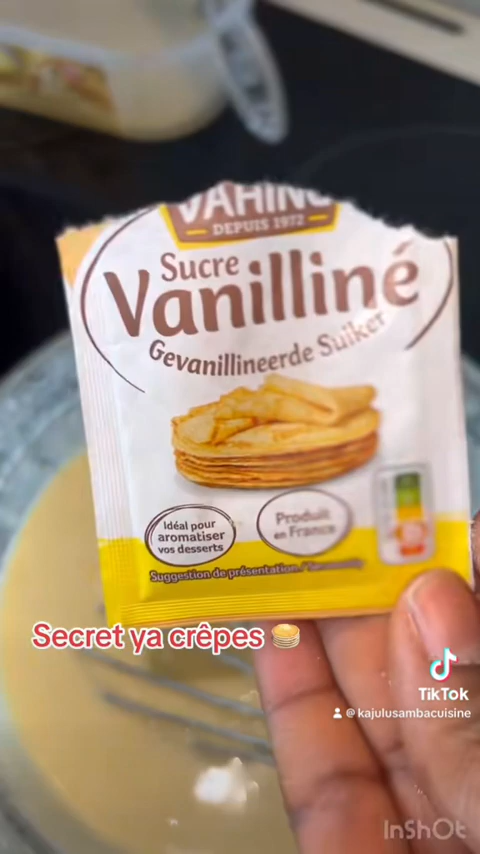 VAHINÉ
DEPUIS 1972
Sucre
Vanilliné
Gevanillineerde Suiker
Idéal pour
aromatiser
vos desserts
Produit
en France
Suggestion de présentation /
Secret ya crêpes 🥞
TikTok
@kajulusambacuisine
InShOt